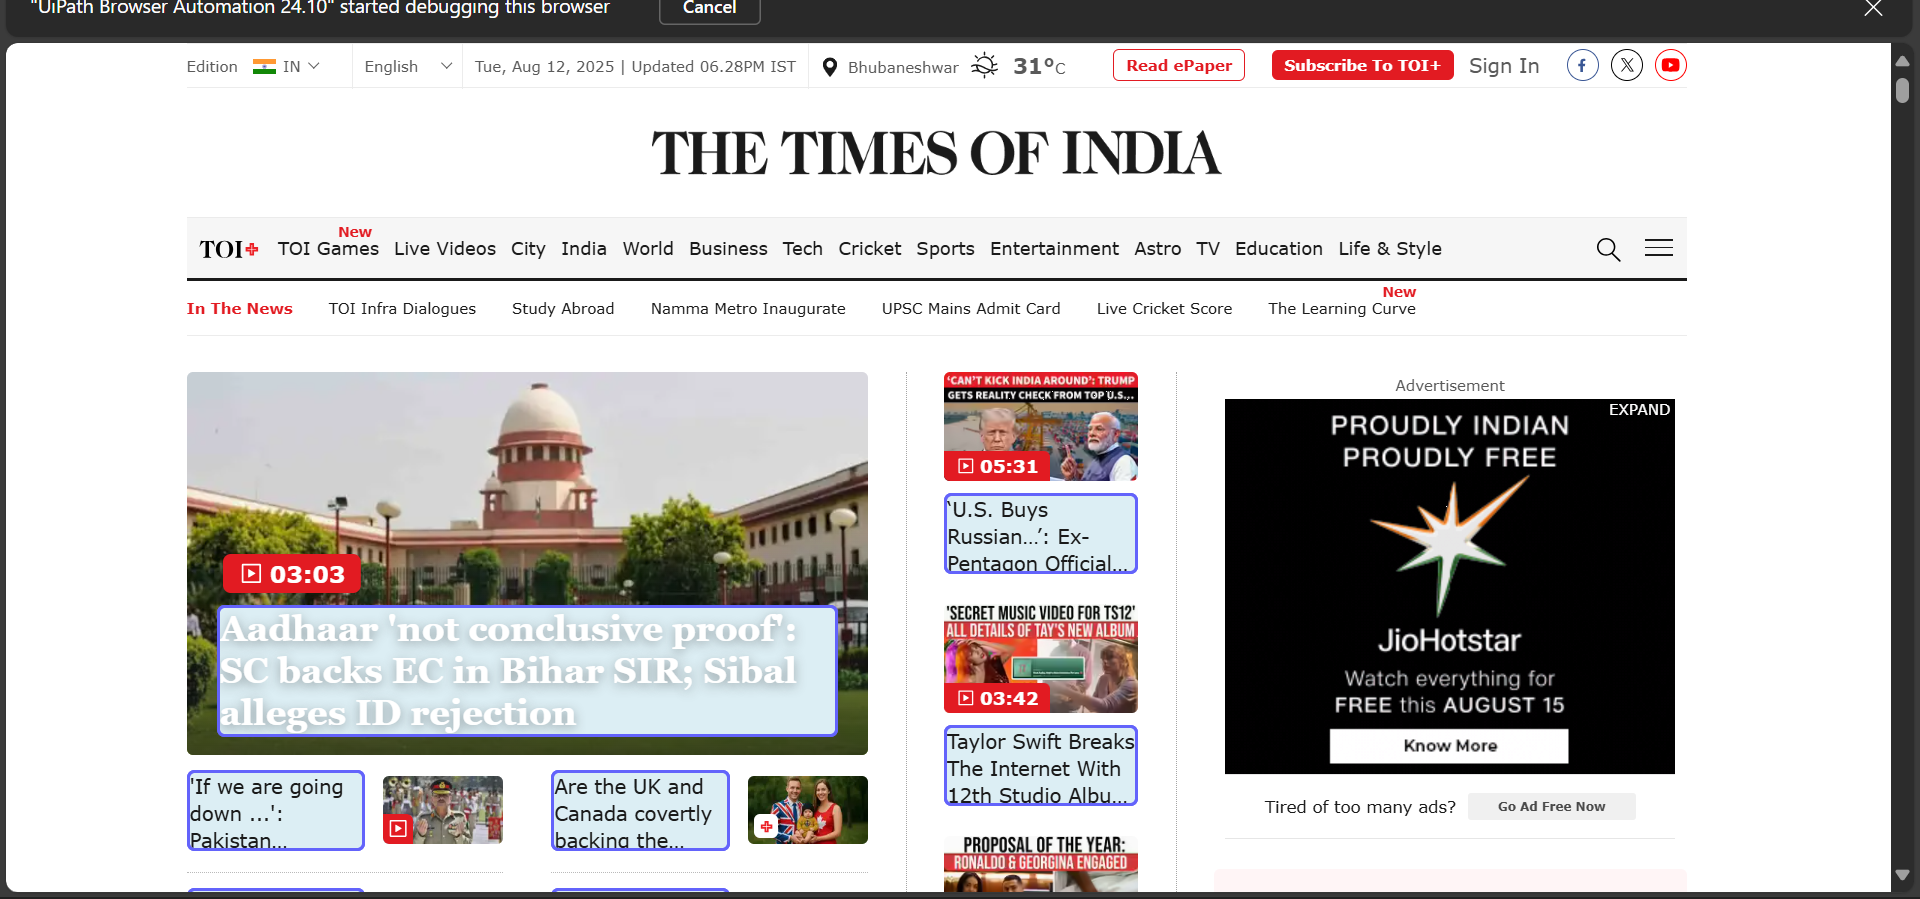 "UiPath Browser Automation 24.10" started debugging this browser
Cancel
Edition IN
English
Tue, Aug 12, 2025 | Updated 06.28PM IST
Bhubaneshwar 31°C
Read ePaper
Subscribe To TOI+
Sign In
THE TIMES OF INDIA
New
TOI+ TOI Games Live Videos City India World Business Tech Cricket Sports Entertainment Astro TV Education Life & Style
New
In The News TOI Infra Dialogues Study Abroad Namma Metro Inaugurate UPSC Mains Admit Card Live Cricket Score The Learning Curve
03:03
Aadhaar 'not conclusive proof':
SC backs EC in Bihar SIR; Sibal
alleges ID rejection
'If we are going
down ...':
Pakistan...
Are the UK and
Canada covertly
backing the...
'CAN'T KICK INDIA AROUND': TRUMP
GETS REALITY CHECK FROM TOP U.S...
05:31
‘U.S. Buys
Russian…’: Ex-
Pentagon Official...
'SECRET MUSIC VIDEO FOR TS12'
ALL DETAILS OF TAY'S NEW ALBUM
03:42
Taylor Swift Breaks
The Internet With
12th Studio Albu...
PROPOSAL OF THE YEAR:
RONALDO & GEORGINA ENGAGED
Advertisement
EXPAND
PROUDLY INDIAN
PROUDLY FREE
JioHotstar
Watch everything for
FREE this AUGUST 15
Know More
Tired of too many ads? Go Ad Free Now